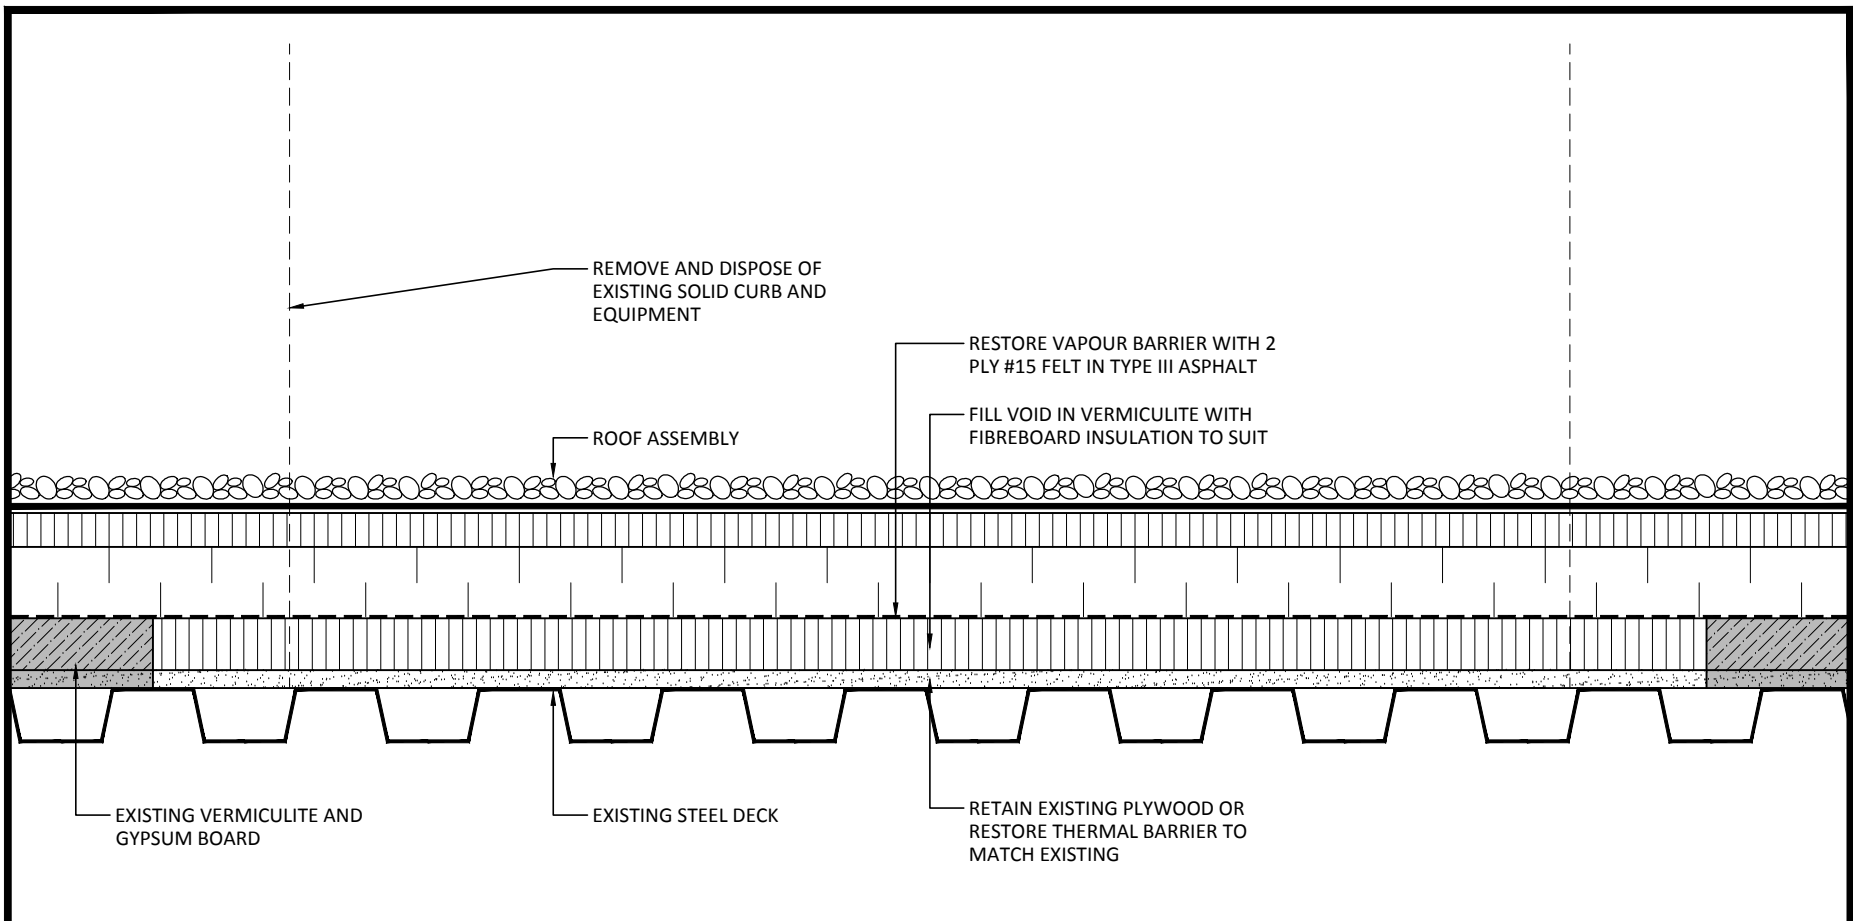 REMOVE AND DISPOSE OF
EXISTING SOLID CURB AND
EQUIPMENT
RESTORE VAPOUR BARRIER WITH 2
PLY #15 FELT IN TYPE III ASPHALT
FILL VOID IN VERMICULITE WITH
FIBREBOARD INSULATION TO SUIT
ROOF ASSEMBLY
EXISTING VERMICULITE AND
GYPSUM BOARD
EXISTING STEEL DECK
RETAIN EXISTING PLYWOOD OR
RESTORE THERMAL BARRIER TO
MATCH EXISTING